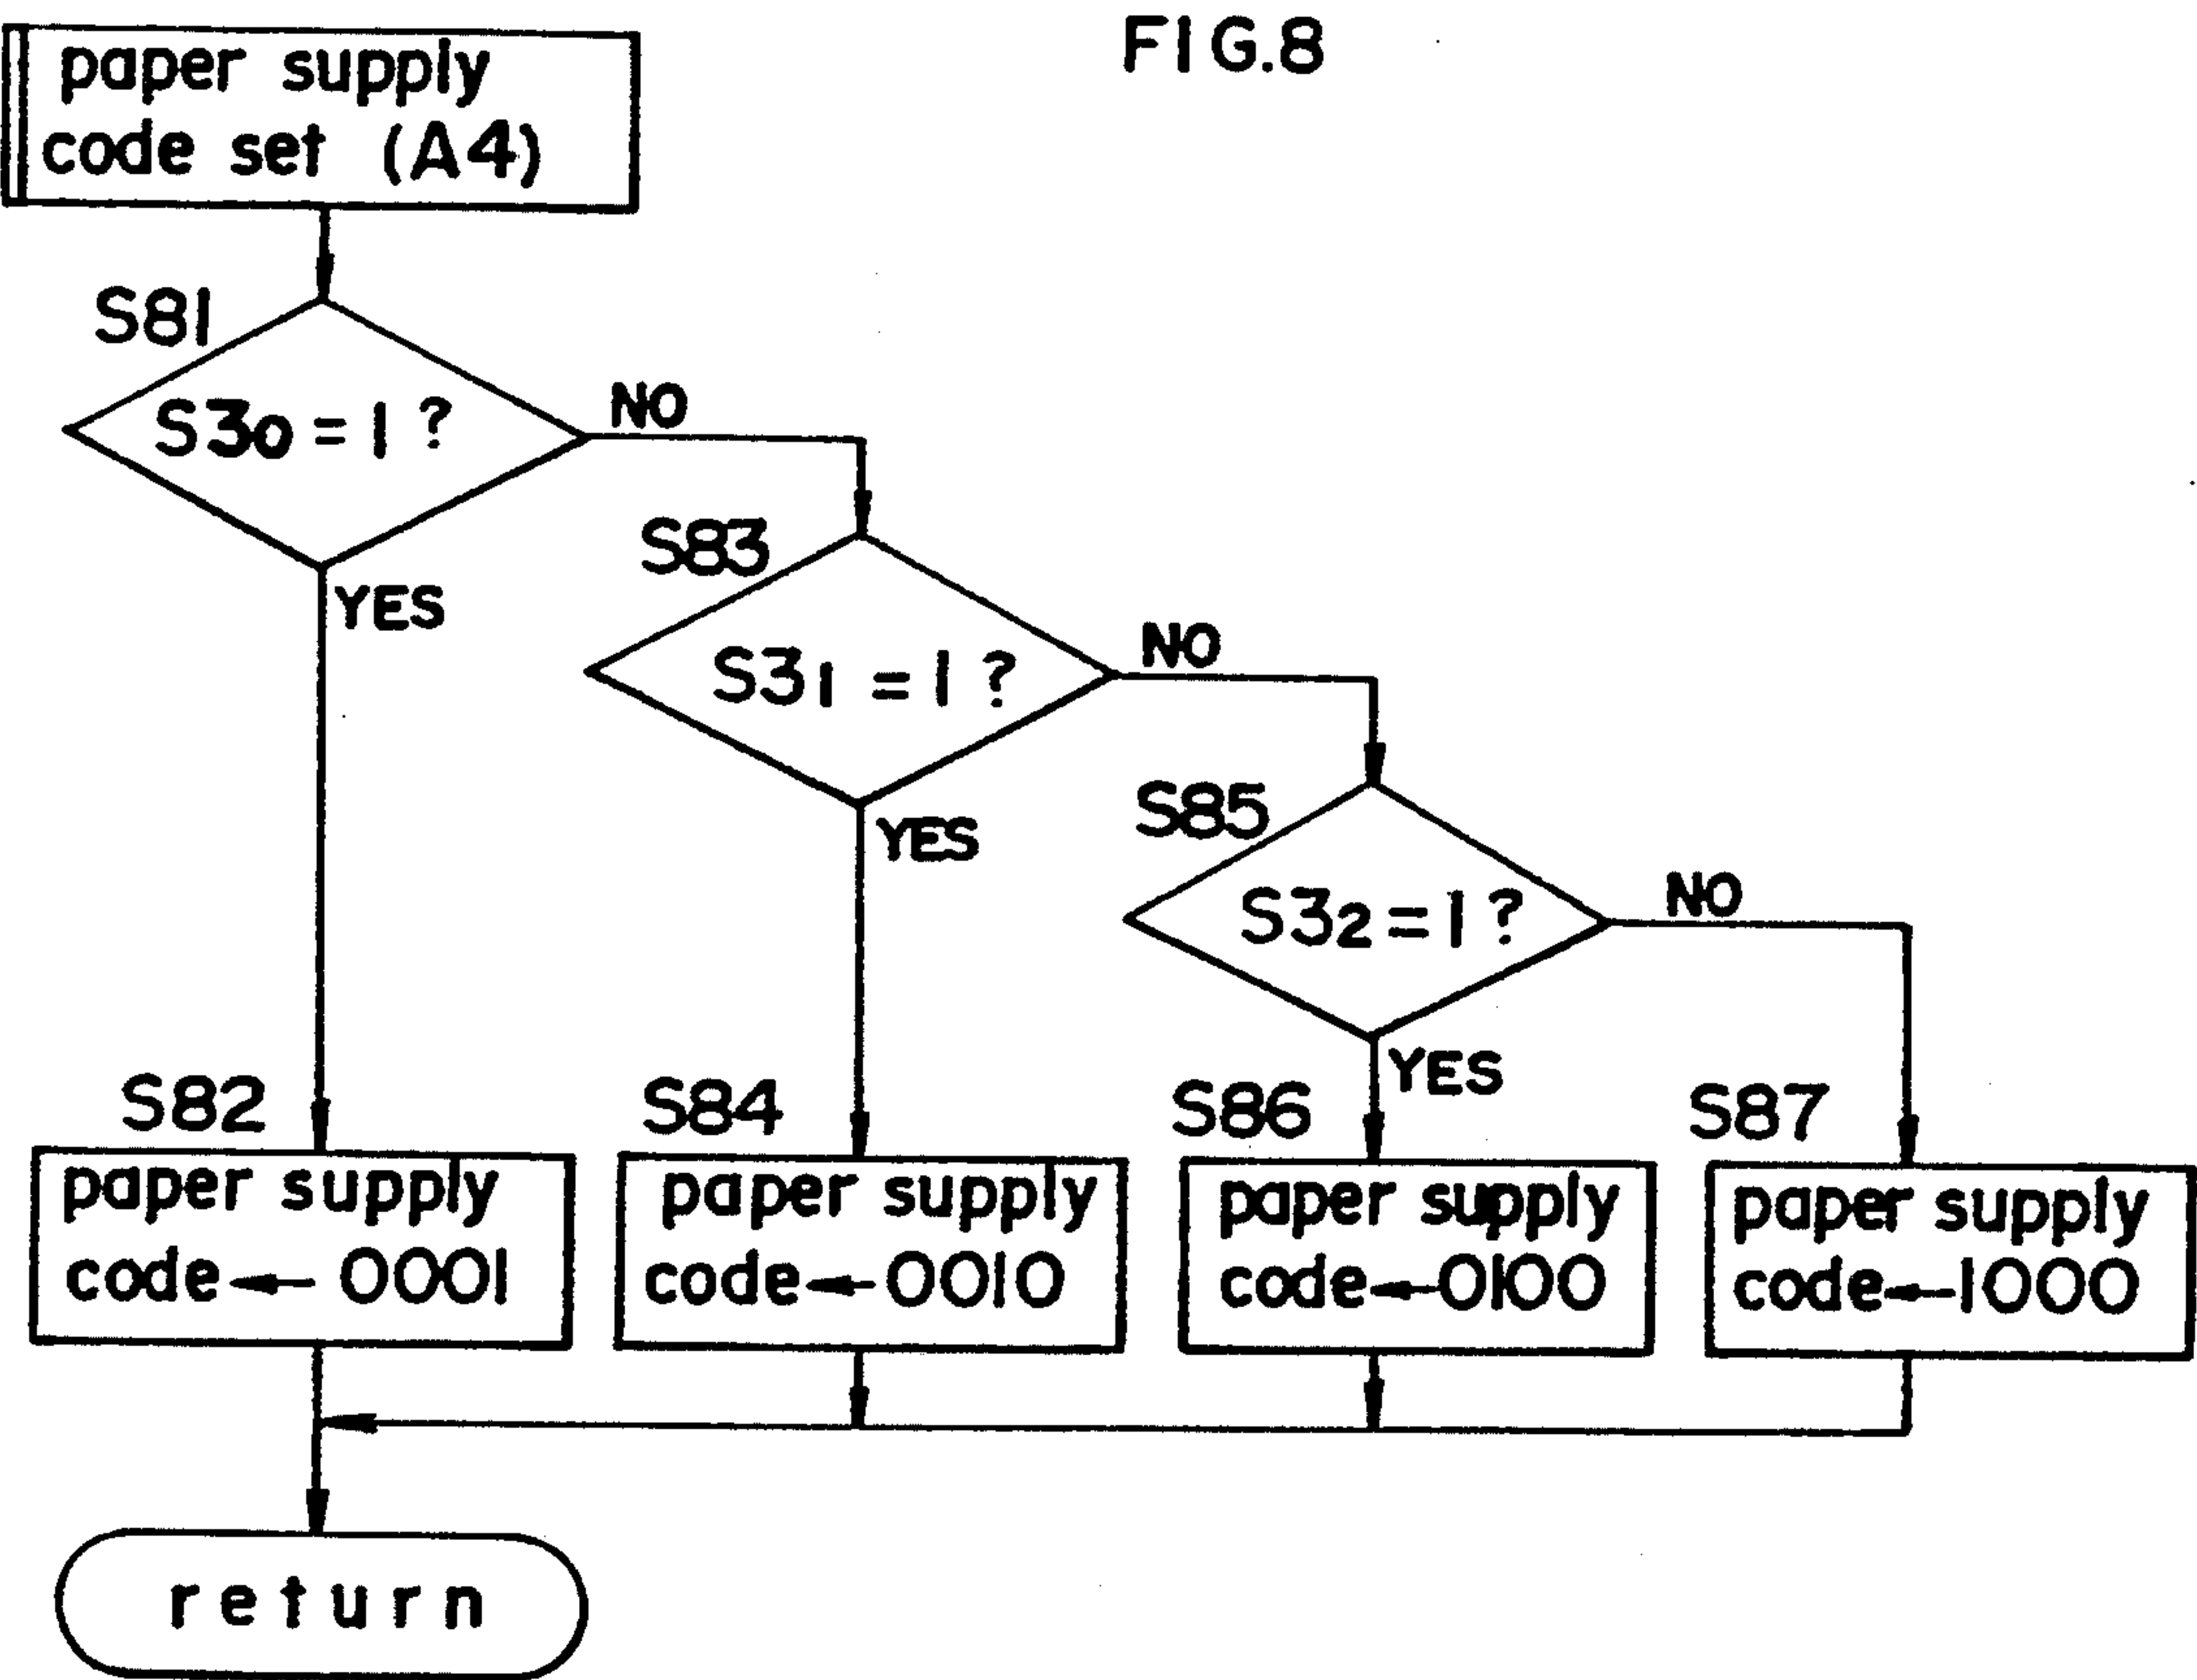 FIG.8
paper supply
code set (A4)
S81
S3₀ = 1 ?
NO
YES
S83
S3₁ = 1 ?
NO
YES
S85
S3₂ = 1 ?
NO
YES
S82
paper supply
code ← 0001
S84
paper supply
code ← 0010
S86
paper supply
code ← 0100
S87
paper supply
code ← 1000
return